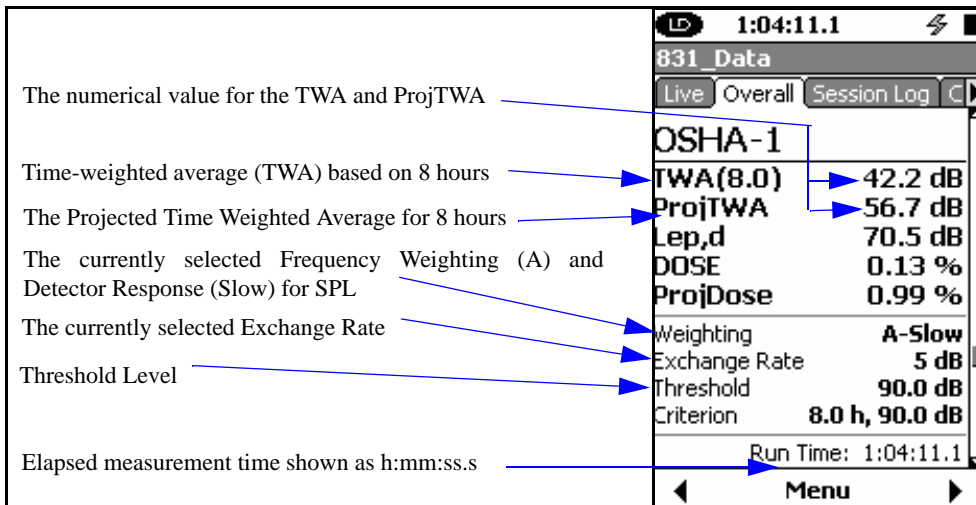 LD 1:04:11.1
831_Data
Live Overall Session Log C
The numerical value for the TWA and ProjTWA
OSHA-1
Time-weighted average (TWA) based on 8 hours
TWA(8.0) 42.2 dB
The Projected Time Weighted Average for 8 hours
ProjTWA 56.7 dB
Lep,d 70.5 dB
The currently selected Frequency Weighting (A) and
Detector Response (Slow) for SPL
DOSE 0.13 %
ProjDose 0.99 %
The currently selected Exchange Rate
Weighting A-Slow
Exchange Rate 5 dB
Threshold Level
Threshold 90.0 dB
Criterion 8.0 h, 90.0 dB
Elapsed measurement time shown as h:mm:ss.s
Run Time: 1:04:11.1
Menu